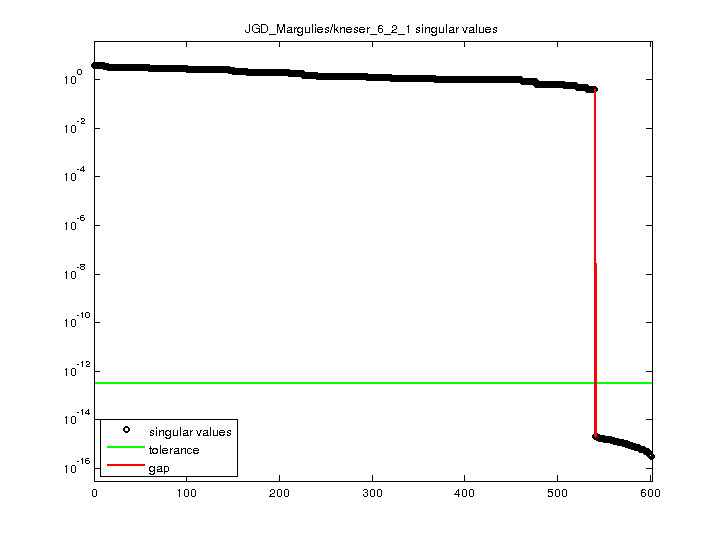 JGD_Margulies/kneser_6_2_1 singular values
10^0
10^-2
10^-4
10^-6
10^-8
10^-10
10^-12
10^-14
10^-16
singular values
tolerance
gap
0 100 200 300 400 500 600